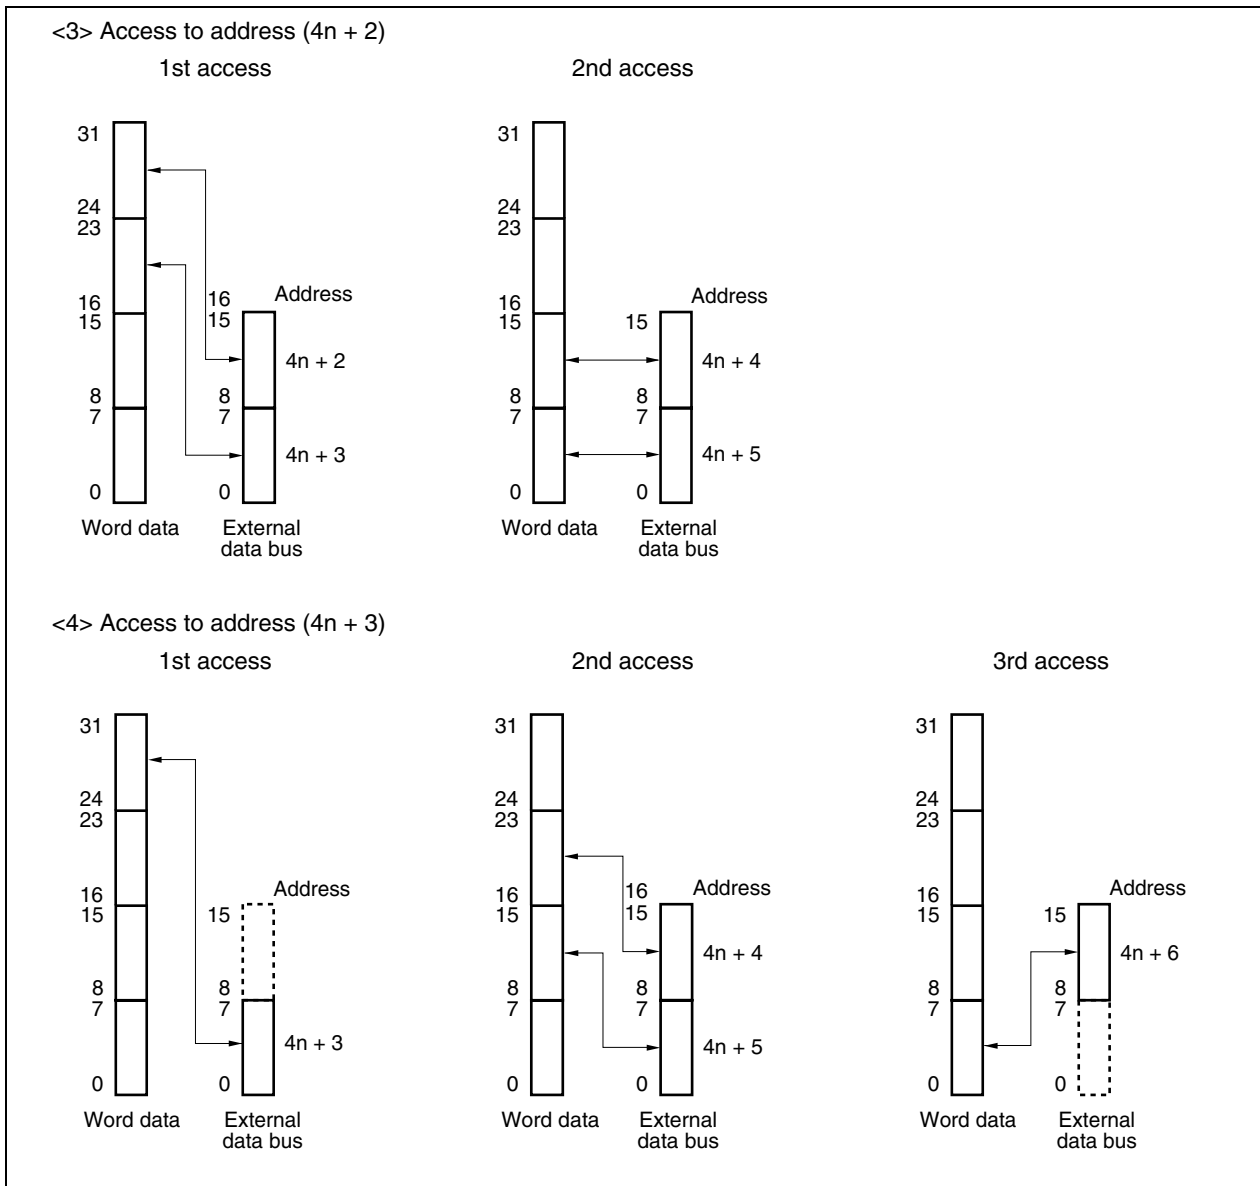 <3> Access to address (4n + 2)
1st access
31
24
23
16
15
8
7
0
Word data
16
15
8
7
0
Address
4n + 2
4n + 3
External
data bus
2nd access
31
24
23
16
15
8
7
0
Word data
15
8
7
0
Address
4n + 4
4n + 5
External
data bus
<4> Access to address (4n + 3)
1st access
31
24
23
16
15
8
7
0
Word data
15
8
7
0
Address
4n + 3
External
data bus
2nd access
31
24
23
16
15
8
7
0
Word data
16
15
8
7
0
Address
4n + 4
4n + 5
External
data bus
3rd access
31
24
23
16
15
8
7
0
Word data
15
8
7
0
Address
4n + 6
External
data bus